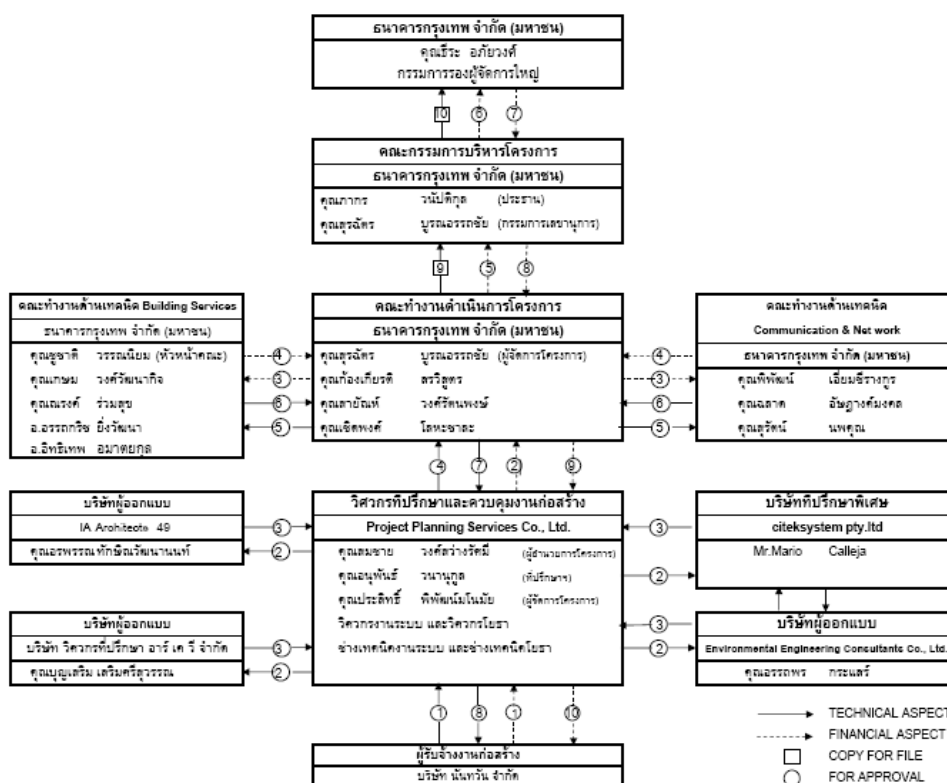 ธนาคารกรุงเทพ จำกัด (มหาชน)
คุณธีระ อภัยวงศ์
กรรมการรองผู้จัดการใหญ่
10 6 7
คณะกรรมการบริหารโครงการ
ธนาคารกรุงเทพ จำกัด (มหาชน)
คุณภากร วนัปติกุล (ประธาน)
คุณสุรฉัตร บูรณอรรถชัย (กรรมการเลขานุการ)
9 5 8
คณะทำงานด้านเทคนิค Building Services
ธนาคารกรุงเทพ จำกัด (มหาชน)
คุณชูชาติ วรรณนิยม (หัวหน้าคณะ)
คุณเกษม วงศ์วัฒนากิจ
คุณณรงค์ ร่วมสุข
อ.อรรถกริช ยิ่งวัฒนา
อ.อิทธิเทพ อมาตยกุล
4
3
6
5
คณะทำงานดำเนินการโครงการ
ธนาคารกรุงเทพ จำกัด (มหาชน)
คุณสุรฉัตร บูรณอรรถชัย (ผู้จัดการโครงการ)
คุณก้องเกียรติ สรวิสูตร
คุณสายัณห์ วงศ์รัตนพงษ์
คุณเชิดพงศ์ โลหะชาละ
4
3
6
5
คณะทำงานด้านเทคนิค
Communication & Net work
ธนาคารกรุงเทพ จำกัด (มหาชน)
คุณพิพัฒน์ เอี่ยมชีรางกูร
คุณฉลาด อัษฎางค์มงคล
คุณสุรัตน์ นพคุณ
4 7 2 9
บริษัทผู้ออกแบบ
IA Architects 49
คุณอรพรรณ ทักษิณวัฒนานนท์
3
2
บริษัทผู้ออกแบบ
บริษัท วิศวกรที่ปรึกษา อาร์ เค วี จำกัด
คุณบุญเสริม เสริมศรีสุวรรณ
3
2
วิศวกรที่ปรึกษาและควบคุมงานก่อสร้าง
Project Planning Services Co., Ltd.
คุณสมชาย วงศ์สว่างรัศมี (ผู้อำนวยการโครงการ)
คุณอนุพันธ์ วนานุกูล (ที่ปรึกษาฯ)
คุณประสิทธิ์ พิพัฒน์มโนมัย (ผู้จัดการโครงการ)
วิศวกรงานระบบ และวิศวกรโยธา
ช่างเทคนิคงานระบบ และช่างเทคนิคโยธา
3
2
3
2
บริษัทที่ปรึกษาพิเศษ
citeksystem pty.ltd
Mr.Mario Calleja
บริษัทผู้ออกแบบ
Environmental Engineering Consultants Co., Ltd.
คุณอรรถพร กระแสร์
1 8 1 10
ผู้รับจ้างงานก่อสร้าง
บริษัท นันทวัน จำกัด
TECHNICAL ASPECT
FINANCIAL ASPECT
COPY FOR FILE
FOR APPROVAL